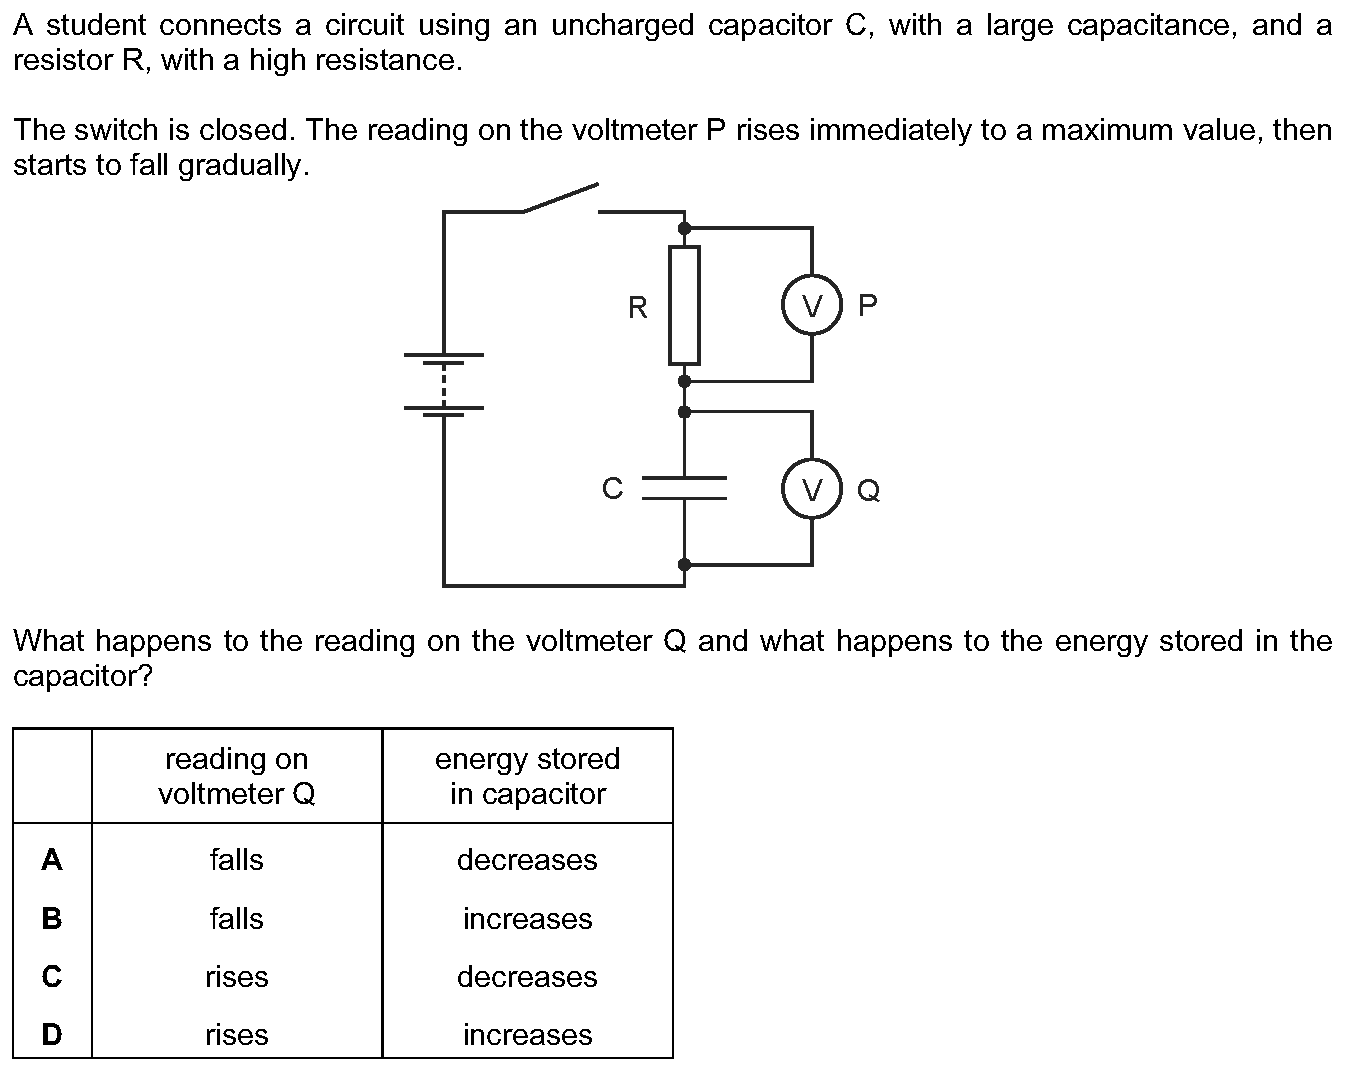 A student connects a circuit using an uncharged capacitor C, with a large capacitance, and a
resistor R, with a high resistance.
The switch is closed. The reading on the voltmeter P rises immediately to a maximum value, then
starts to fall gradually.
R V P
C V Q
What happens to the reading on the voltmeter Q and what happens to the energy stored in the
capacitor?
reading on voltmeter Q energy stored in capacitor
A falls decreases
B falls increases
C rises decreases
D rises increases